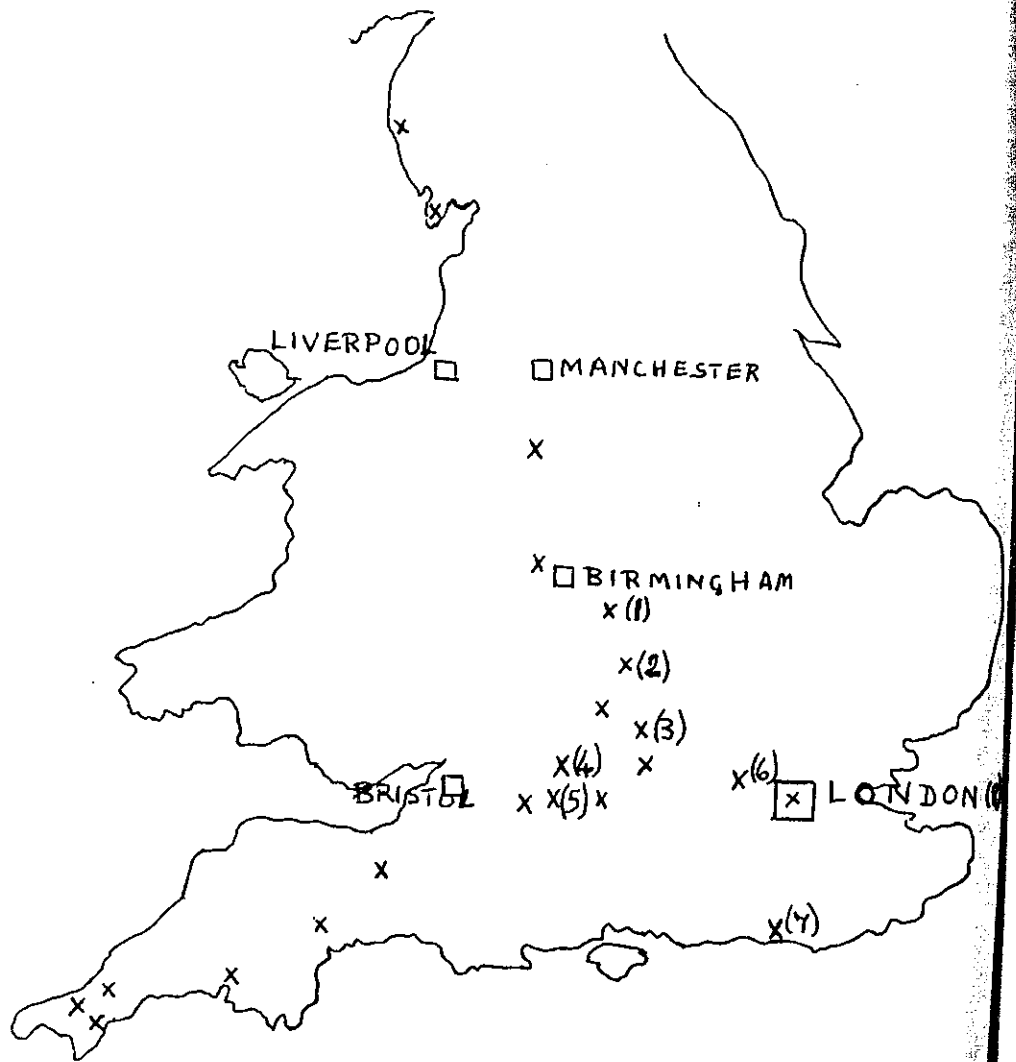 LIVERPOOL
MANCHESTER
X
X
X
X
BIRMINGHAM
X (1)
X (2)
X
X (3)
X (4)
X
X (6)
BRISTOL
X
X (5)
X
X
LONDON
X
X (7)
X
X
X
X
X